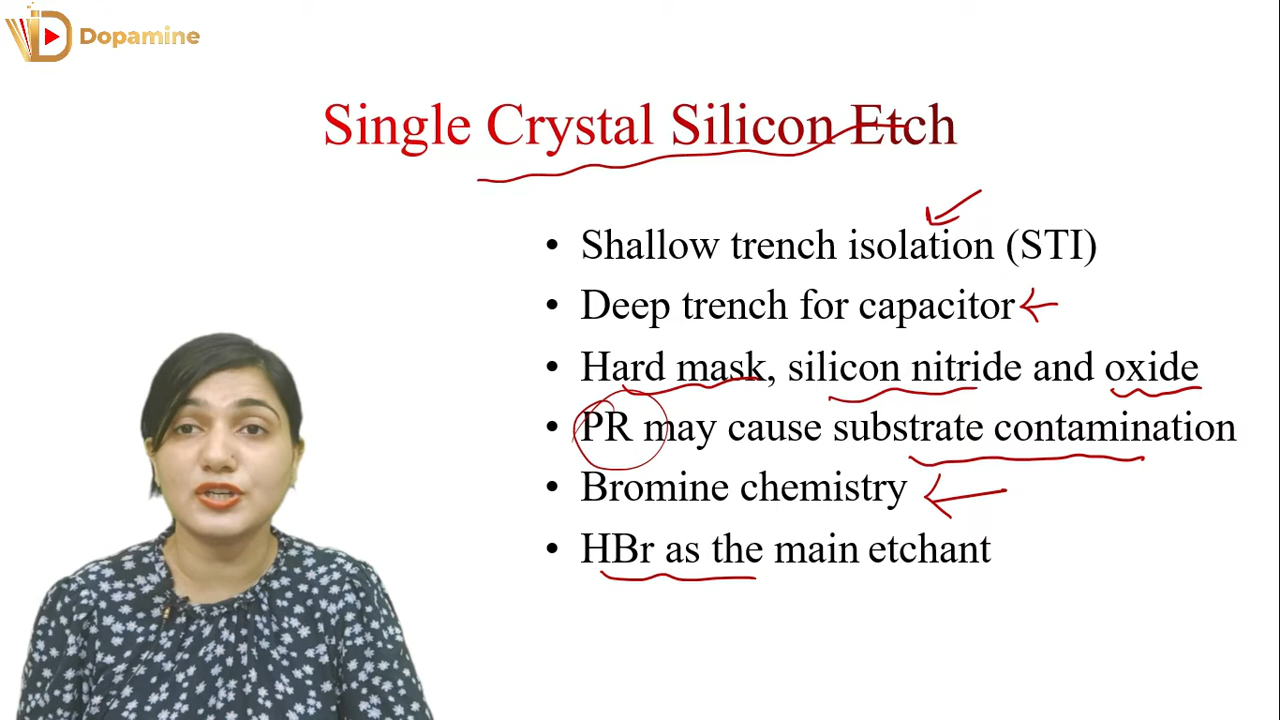 Dopamine
Single Crystal Silicon Etch
• Shallow trench isolation (STI)
• Deep trench for capacitor
• Hard mask, silicon nitride and oxide
• PR may cause substrate contamination
• Bromine chemistry
• HBr as the main etchant